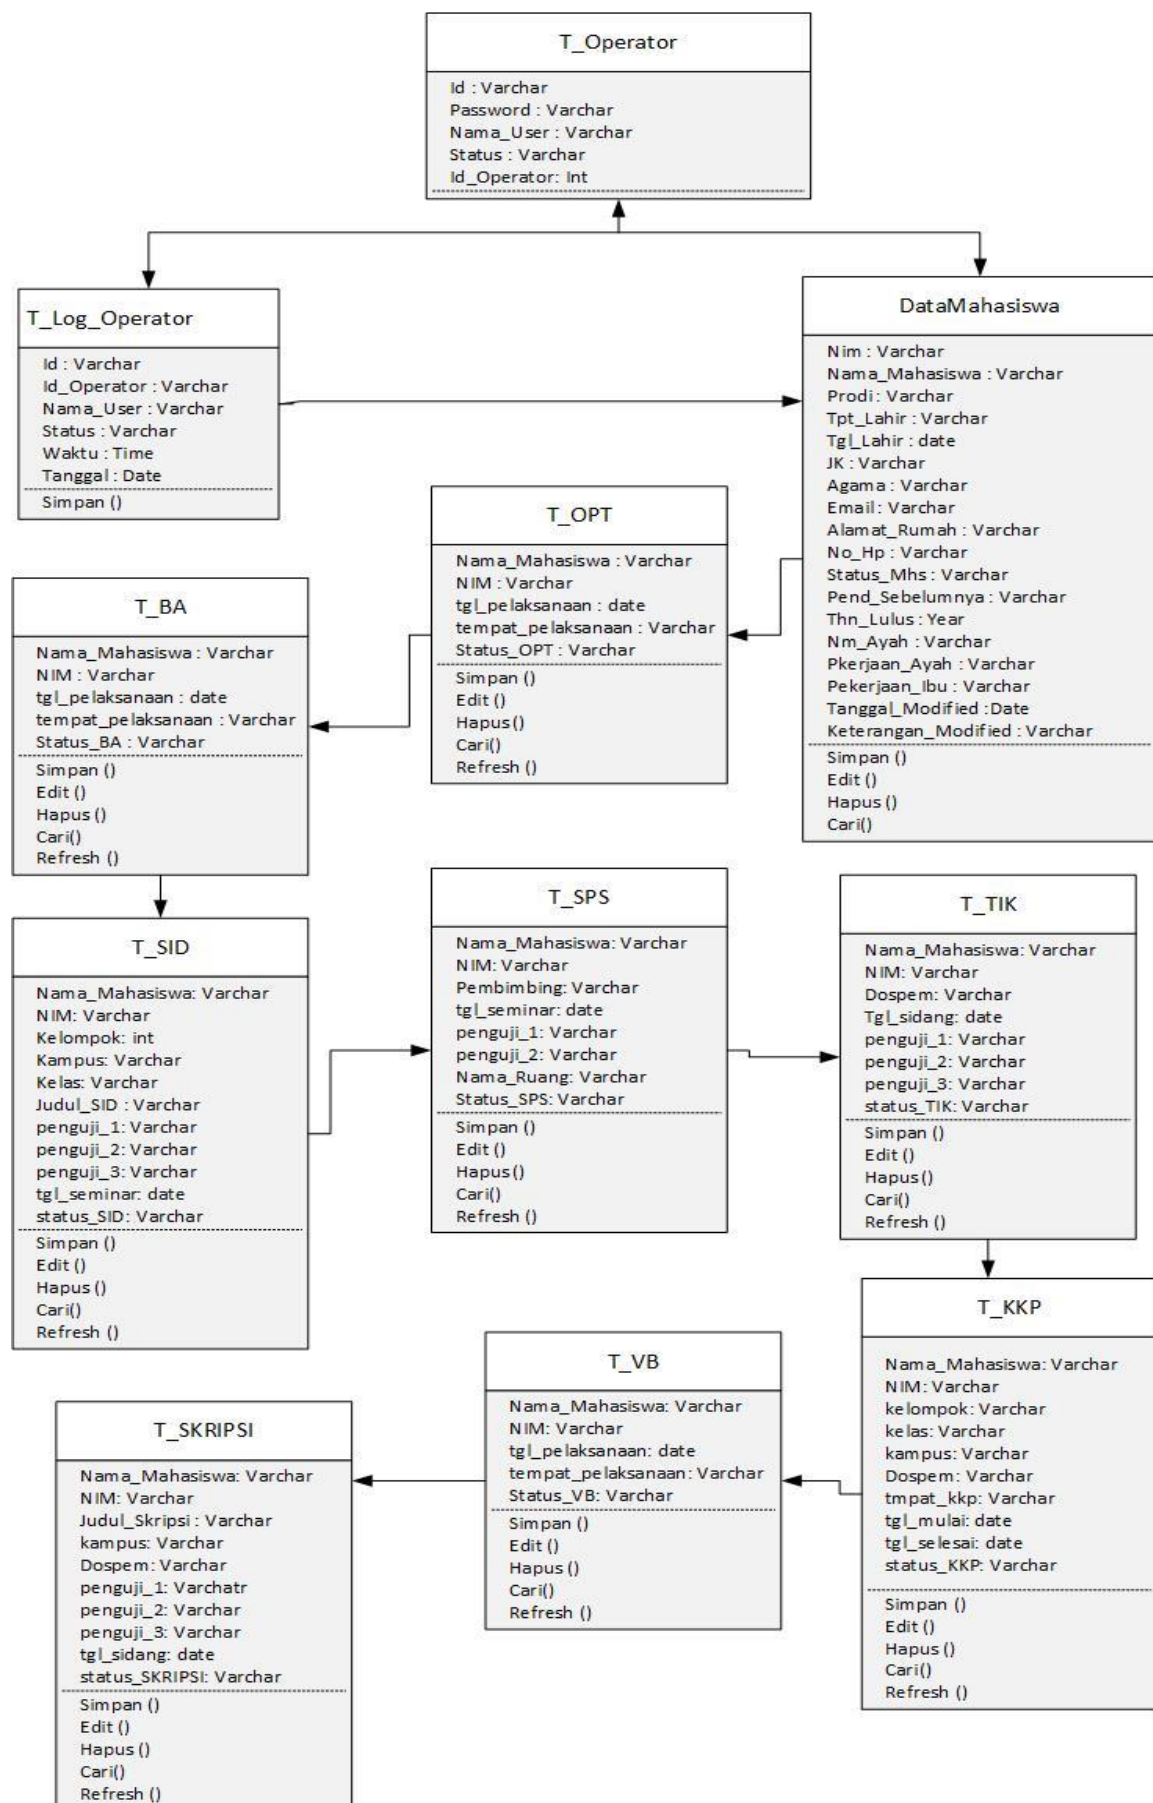 T_Operator
Id : Varchar
Password : Varchar
Nama_User : Varchar
Status : Varchar
Id_Operator: Int
T_Log_Operator
Id : Varchar
Id_Operator : Varchar
Nama_User : Varchar
Status : Varchar
Waktu : Time
Tanggal : Date
Simpan ()
DataMahasiswa
Nim : Varchar
Nama_Mahasiswa : Varchar
Prodi : Varchar
Tpt_Lahir : Varchar
Tgl_Lahir : date
JK : Varchar
Agama : Varchar
Email : Varchar
Alamat_Rumah : Varchar
No_Hp : Varchar
Status_Mhs : Varchar
Pend_Sebelumnya : Varchar
Thn_Lulus : Year
Nm_Ayah : Varchar
Pkerjaan_Ayah : Varchar
Pekerjaan_Ibu : Varchar
Tanggal_Modified :Date
Keterangan_Modified : Varchar
Simpan ()
Edit ()
Hapus ()
Cari()
T_OPT
Nama_Mahasiswa : Varchar
NIM : Varchar
tgl_pelaksanaan : date
tempat_pelaksanaan : Varchar
Status_OPT : Varchar
Simpan ()
Edit ()
Hapus()
Cari()
Refresh ()
T_BA
Nama_Mahasiswa : Varchar
NIM : Varchar
tgl_pelaksanaan : date
tempat_pelaksanaan : Varchar
Status_BA : Varchar
Simpan ()
Edit ()
Hapus ()
Cari()
Refresh ()
T_SID
Nama_Mahasiswa: Varchar
NIM: Varchar
Kelompok: int
Kampus: Varchar
Kelas: Varchar
Judul_SID : Varchar
penguji_1: Varchar
penguji_2: Varchar
penguji_3: Varchar
tgl_seminar: date
status_SID: Varchar
Simpan ()
Edit ()
Hapus ()
Cari()
Refresh ()
T_SPS
Nama_Mahasiswa: Varchar
NIM: Varchar
Pembimbing: Varchar
tgl_seminar: date
penguji_1: Varchar
penguji_2: Varchar
Nama_Ruang: Varchar
Status_SPS: Varchar
Simpan ()
Edit ()
Hapus()
Cari()
Refresh ()
T_TIK
Nama_Mahasiswa: Varchar
NIM: Varchar
Dospem: Varchar
Tgl_sidang: date
penguji_1: Varchar
penguji_2: Varchar
penguji_3: Varchar
status_TIK: Varchar
Simpan ()
Edit ()
Hapus()
Cari()
Refresh ()
T_KKP
Nama_Mahasiswa: Varchar
NIM: Varchar
kelompok: Varchar
kelas: Varchar
kampus: Varchar
Dospem: Varchar
tmpat_kkp: Varchar
tgl_mulai: date
tgl_selesai: date
status_KKP: Varchar
Simpan ()
Edit ()
Hapus ()
Cari()
Refresh ()
T_VB
Nama_Mahasiswa: Varchar
NIM: Varchar
tgl_pelaksanaan: date
tempat_pelaksanaan: Varchar
Status_VB: Varchar
Simpan ()
Edit ()
Hapus ()
Cari()
Refresh ()
T_SKRIPSI
Nama_Mahasiswa: Varchar
NIM: Varchar
Judul_Skripsi : Varchar
kampus: Varchar
Dospem: Varchar
penguji_1: Varchatr
penguji_2: Varchar
penguji_3: Varchar
tgl_sidang: date
status_SKRIPSI: Varchar
Simpan ()
Edit ()
Hapus ()
Cari()
Refresh ()